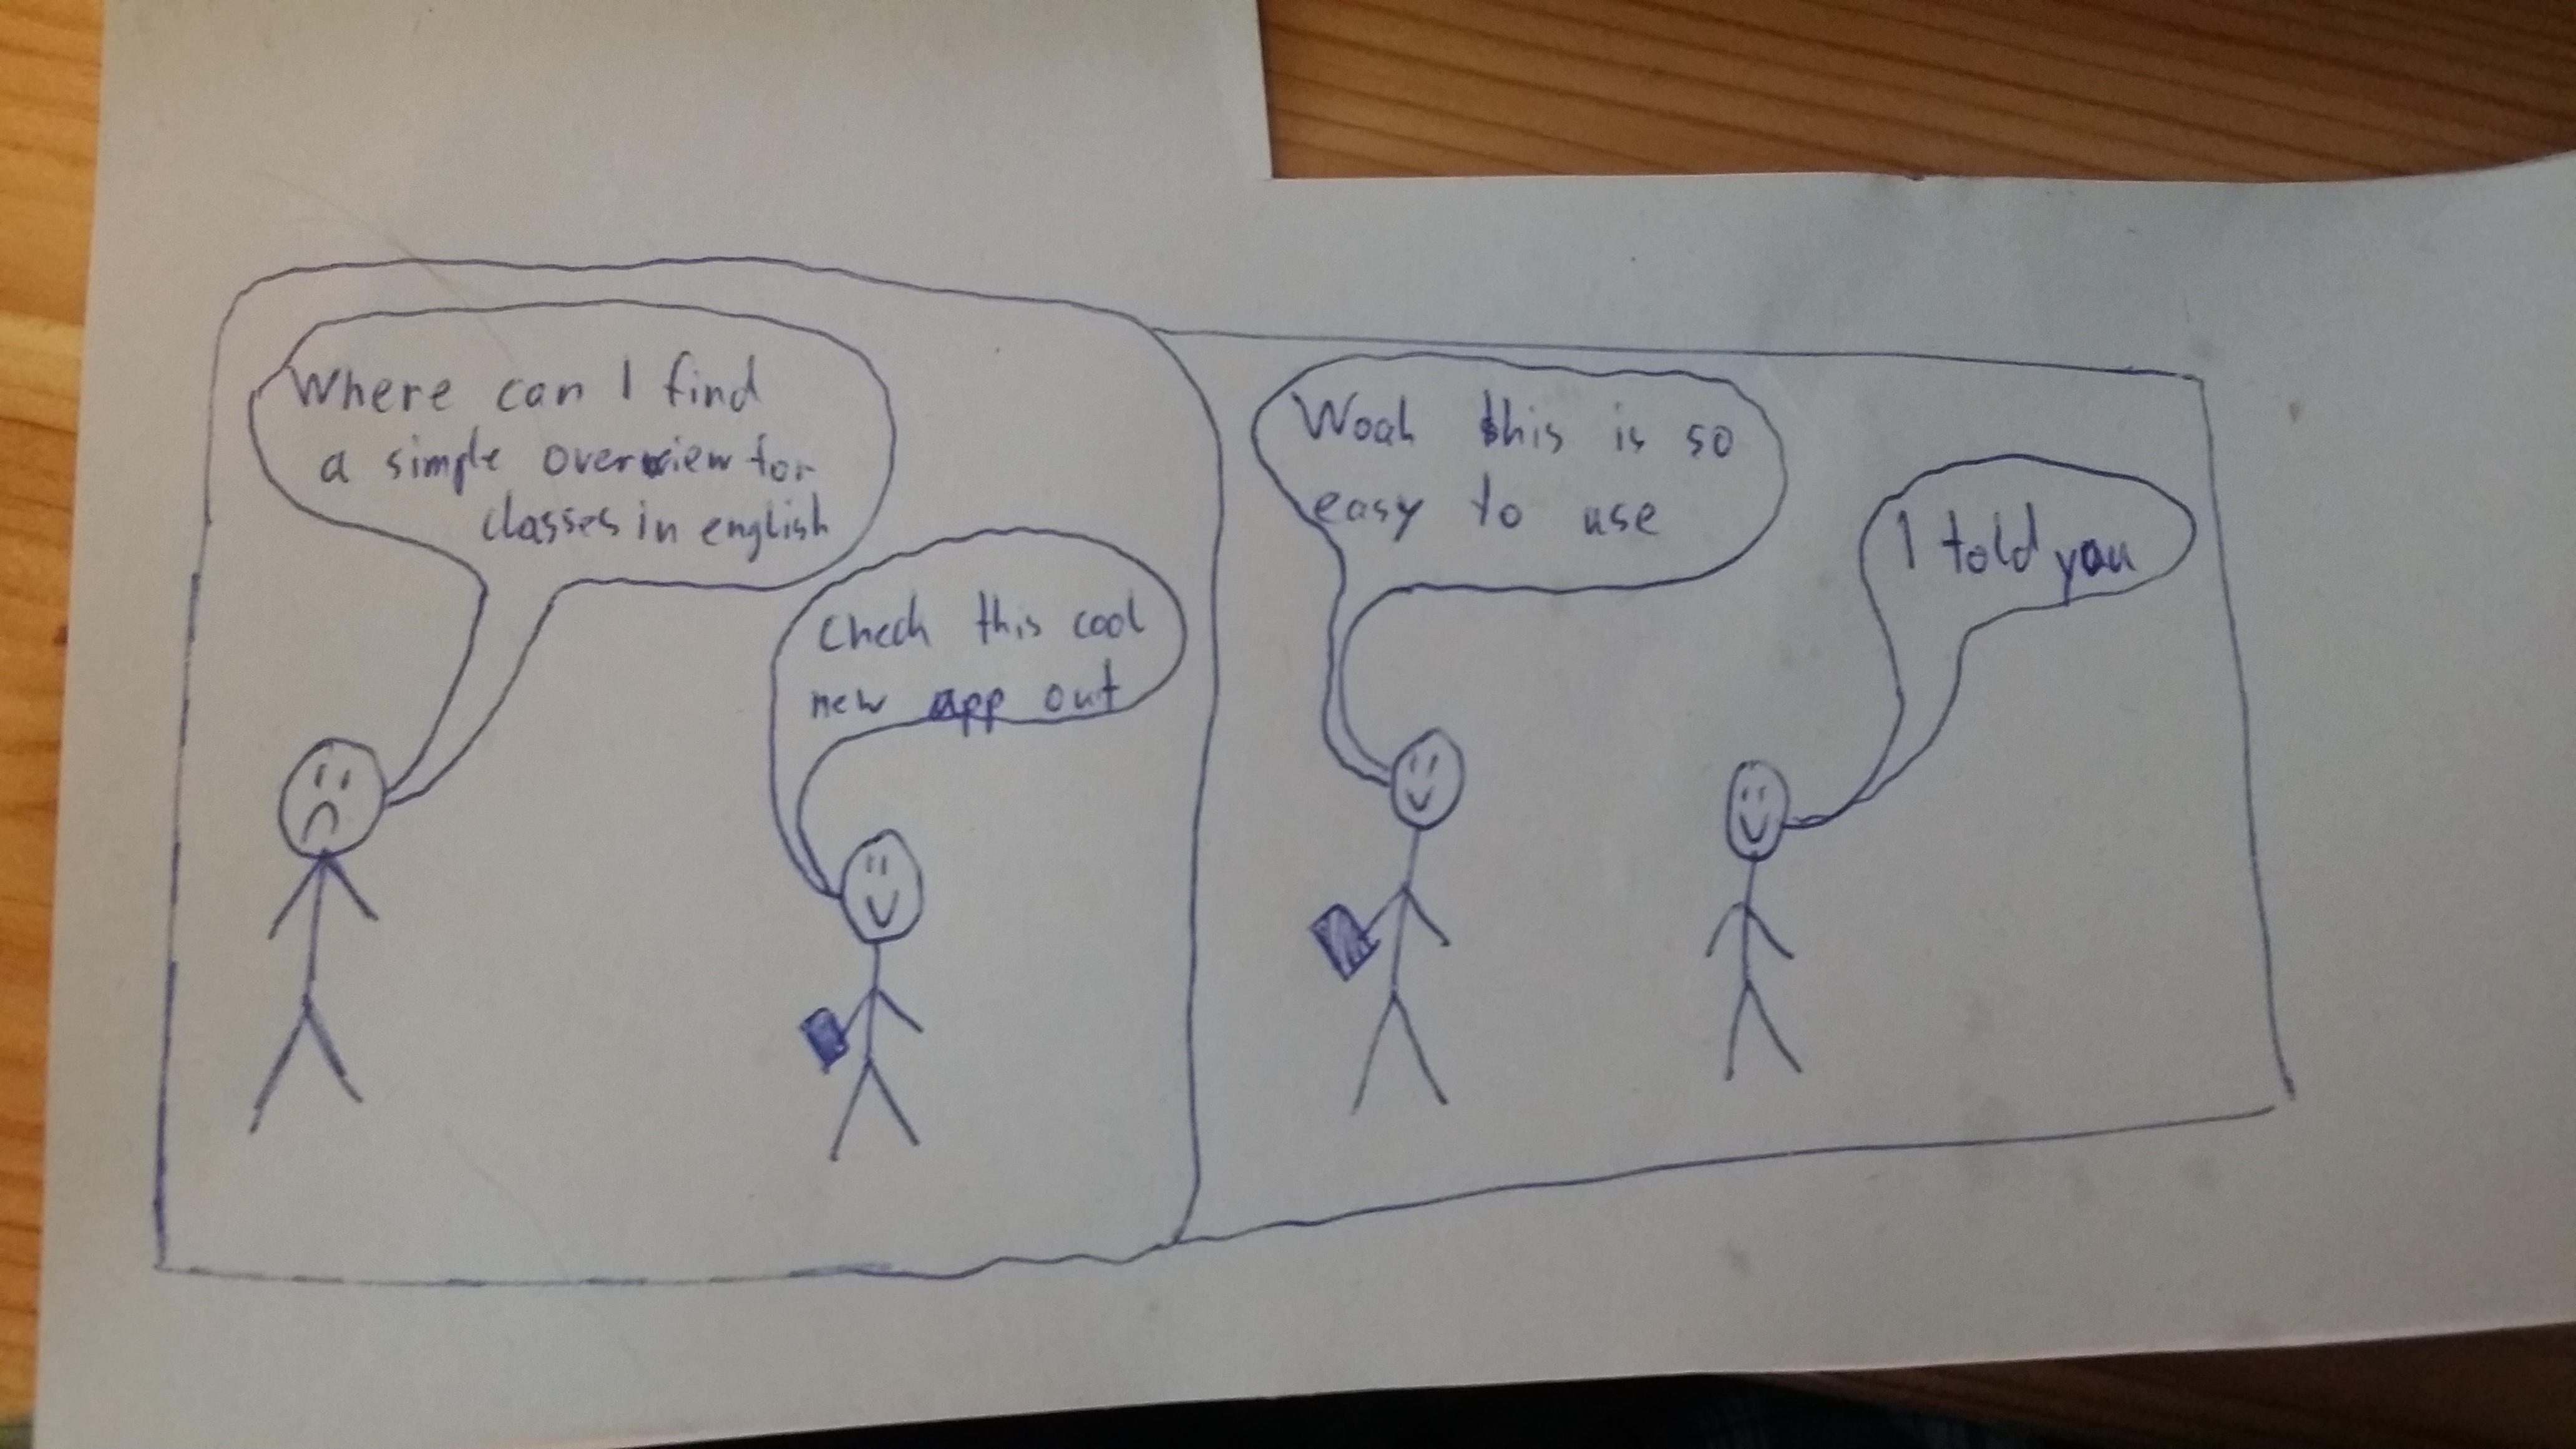 Where can I find
a simple overview for
classes in english
Check this cool
new app out
Woah this is so
easy to use
I told you